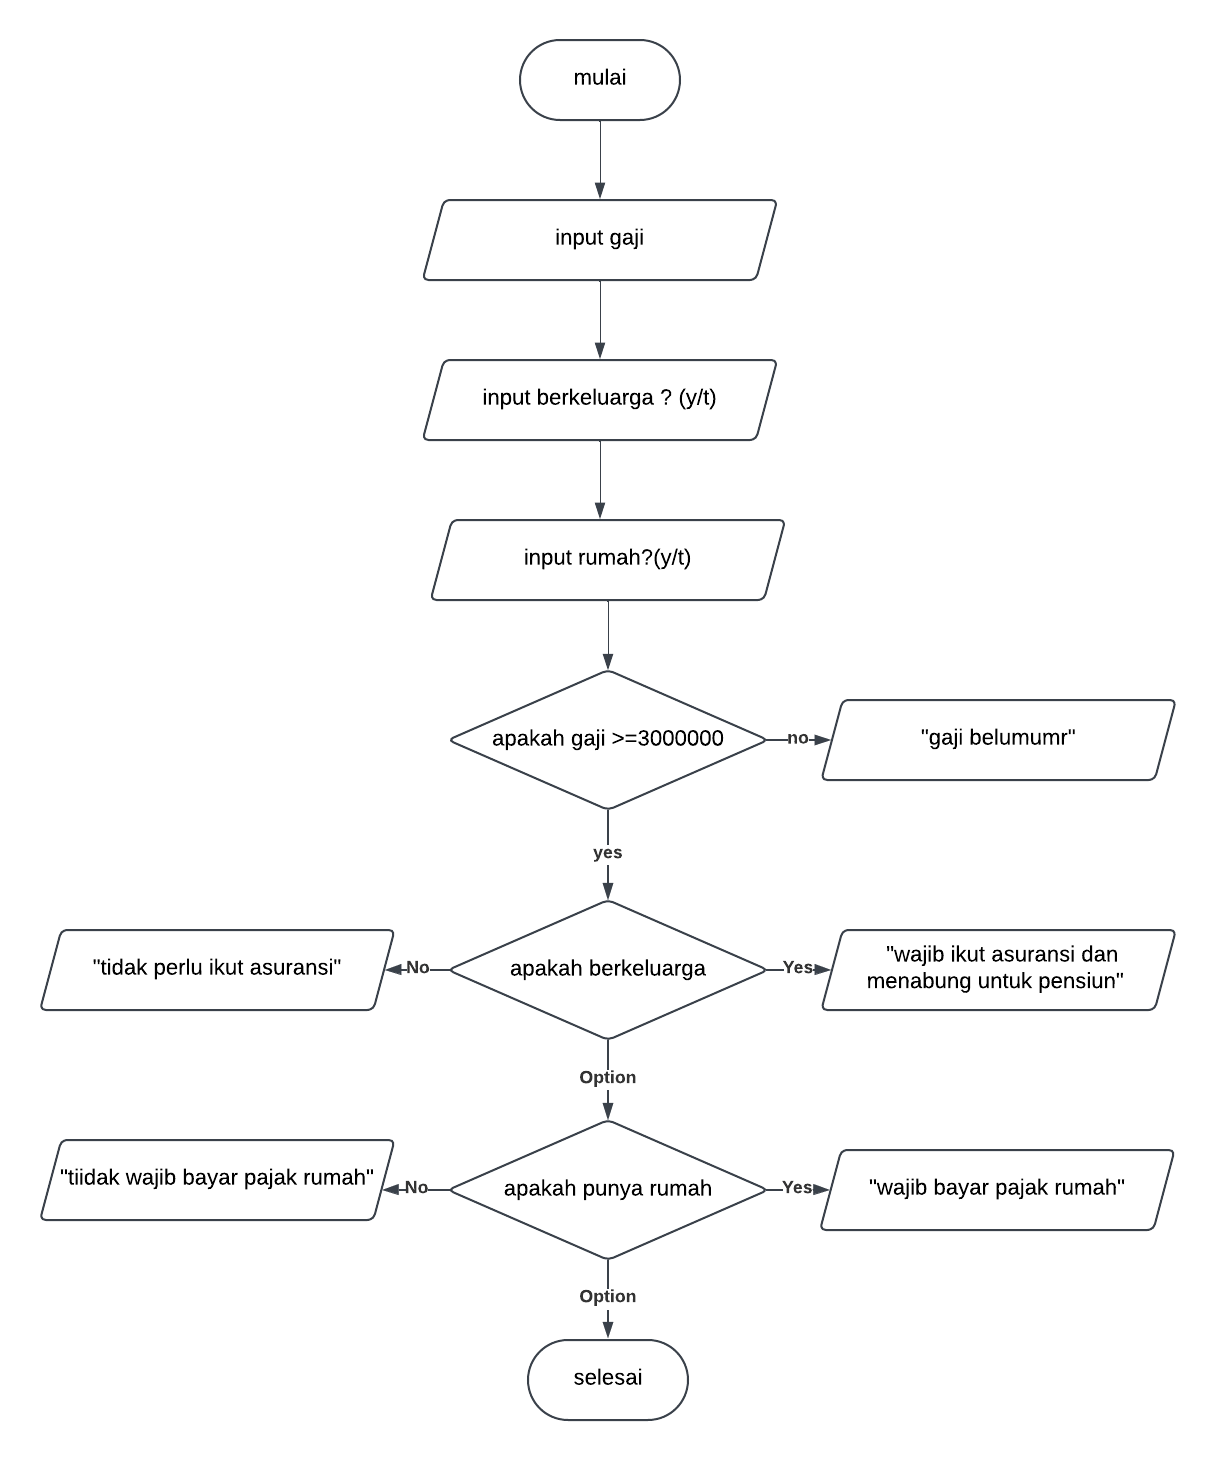 mulai
input gaji
input berkeluarga ? (y/t)
input rumah?(y/t)
apakah gaji >=3000000
no
"gaji belumumr"
yes
"tidak perlu ikut asuransi"
No
apakah berkeluarga
Yes
"wajib ikut asuransi dan
menabung untuk pensiun"
Option
"tiidak wajib bayar pajak rumah"
No
apakah punya rumah
Yes
"wajib bayar pajak rumah"
Option
selesai